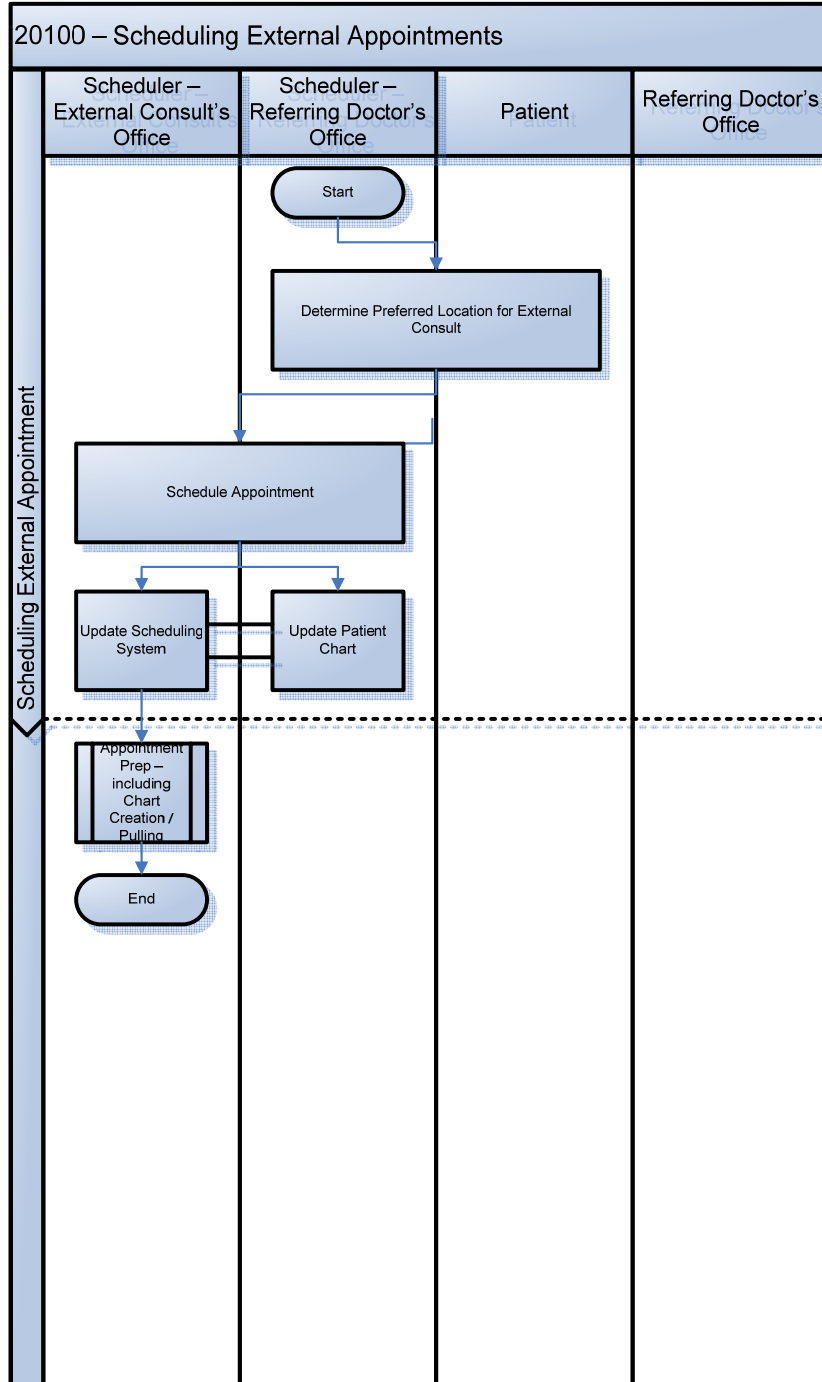 20100 – Scheduling External Appointments
Scheduler –
External Consult's
Office
Scheduler –
Referring Doctor's
Office
Patient
Referring Doctor's
Office
Scheduling External Appointment
Start
Determine Preferred Location for External
Consult
Schedule Appointment
Update Scheduling
System
Update Patient
Chart
Appointment
Prep –
including
Chart
Creation /
Pulling
End